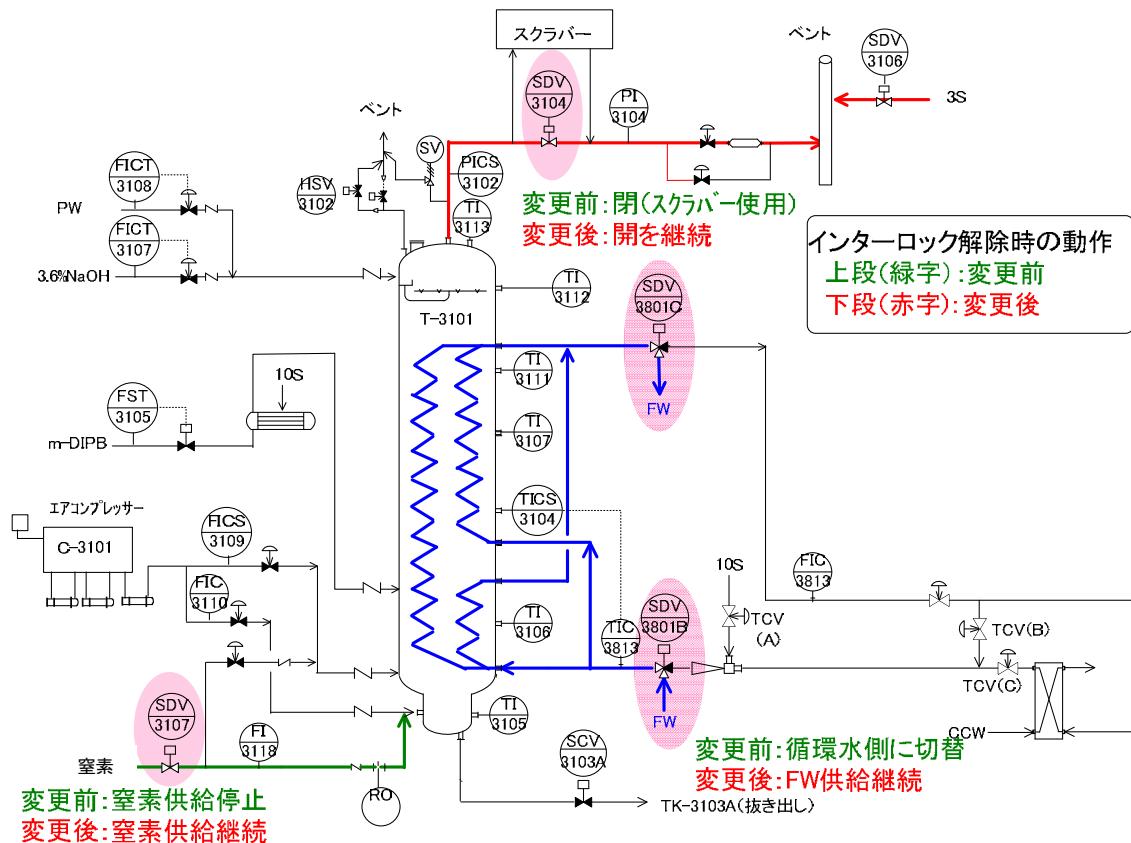 スクラバー
ベント
SDV
3106
3S
SDV
3104
PI
3104
ベント
SV
PICS
3102
HSV
3102
TI
3113
FICT
3108
PW
FICT
3107
3.6%NaOH
変更前：閉(スクラバー使用)
変更後：開を継続
インターロック解除時の動作
上段(緑字)：変更前
下段(赤字)：変更後
TI
3112
T-3101
SDV
3801C
FW
TI
3111
10S
FST
3105
m-DIPB
TI
3107
エアコンプレッサー
C-3101
TICS
3104
FICS
3109
FIC
3110
10S
FIC
3813
TI
3106
TIC
3813
SDV
3801B
TCV
(A)
TCV(B)
TCV(C)
FW
CCW
SDV
3107
FI
3118
TI
3105
窒素
RO
SCV
3103A
TK-3103A(抜き出し)
変更前：循環水側に切替
変更後：FW供給継続
変更前：窒素供給停止
変更後：窒素供給継続